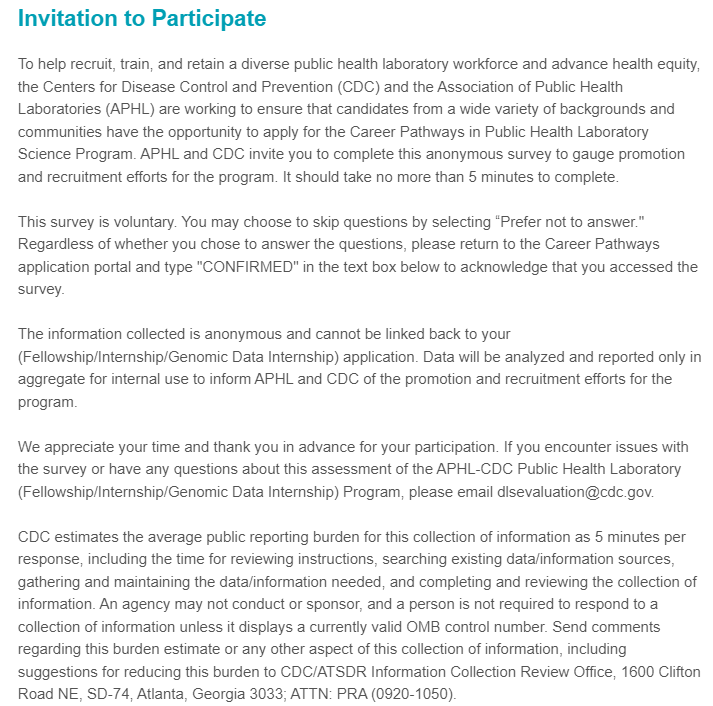 Invitation to Participate
To help recruit, train, and retain a diverse public health laboratory workforce and advance health equity,
the Centers for Disease Control and Prevention (CDC) and the Association of Public Health
Laboratories (APHL) are working to ensure that candidates from a wide variety of backgrounds and
communities have the opportunity to apply for the Career Pathways in Public Health Laboratory
Science Program. APHL and CDC invite you to complete this anonymous survey to gauge promotion
and recruitment efforts for the program. It should take no more than 5 minutes to complete.
This survey is voluntary. You may choose to skip questions by selecting “Prefer not to answer."
Regardless of whether you chose to answer the questions, please return to the Career Pathways
application portal and type "CONFIRMED" in the text box below to acknowledge that you accessed the
survey.
The information collected is anonymous and cannot be linked back to your
(Fellowship/Internship/Genomic Data Internship) application. Data will be analyzed and reported only in
aggregate for internal use to inform APHL and CDC of the promotion and recruitment efforts for the
program.
We appreciate your time and thank you in advance for your participation. If you encounter issues with
the survey or have any questions about this assessment of the APHL-CDC Public Health Laboratory
(Fellowship/Internship/Genomic Data Internship) Program, please email dlsevaluation@cdc.gov.
CDC estimates the average public reporting burden for this collection of information as 5 minutes per
response, including the time for reviewing instructions, searching existing data/information sources,
gathering and maintaining the data/information needed, and completing and reviewing the collection of
information. An agency may not conduct or sponsor, and a person is not required to respond to a
collection of information unless it displays a currently valid OMB control number. Send comments
regarding this burden estimate or any other aspect of this collection of information, including
suggestions for reducing this burden to CDC/ATSDR Information Collection Review Office, 1600 Clifton
Road NE, SD-74, Atlanta, Georgia 3033; ATTN: PRA (0920-1050).